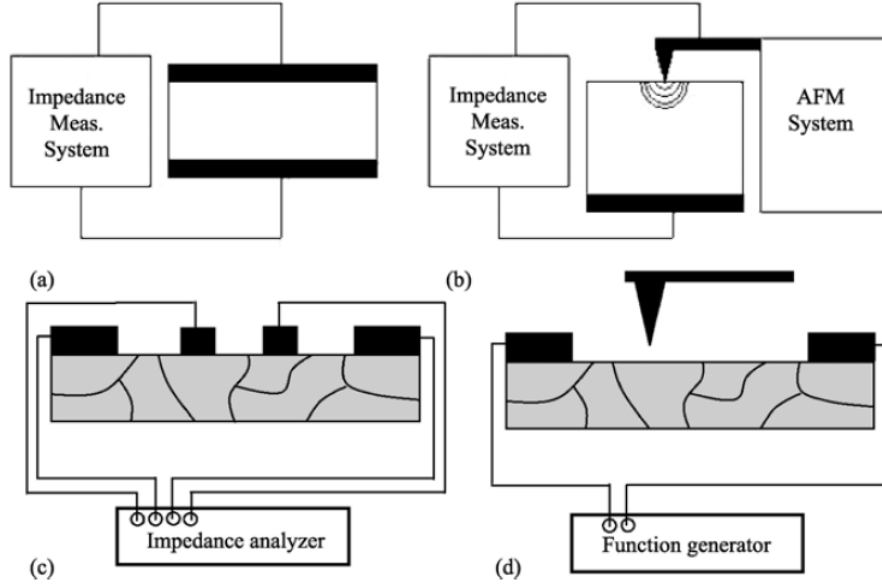 Impedance
Meas.
System
Impedance
Meas.
System
AFM
System
(a)
(b)
Impedance analyzer
(c)
Function generator
(d)